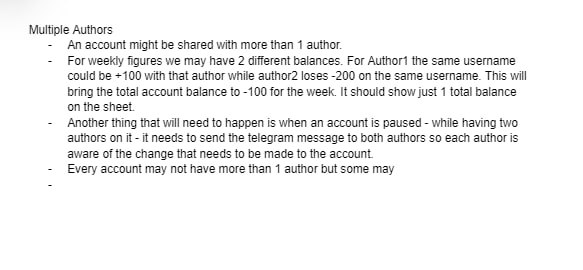 Multiple Authors
- An account might be shared with more than 1 author.
- For weekly figures we may have 2 different balances. For Author1 the same username
could be +100 with that author while author2 loses -200 on the same username. This will
bring the total account balance to -100 for the week. It should show just 1 total balance
on the sheet.
- Another thing that will need to happen is when an account is paused - while having two
authors on it - it needs to send the telegram message to both authors so each author is
aware of the change that needs to be made to the account.
- Every account may not have more than 1 author but some may
-